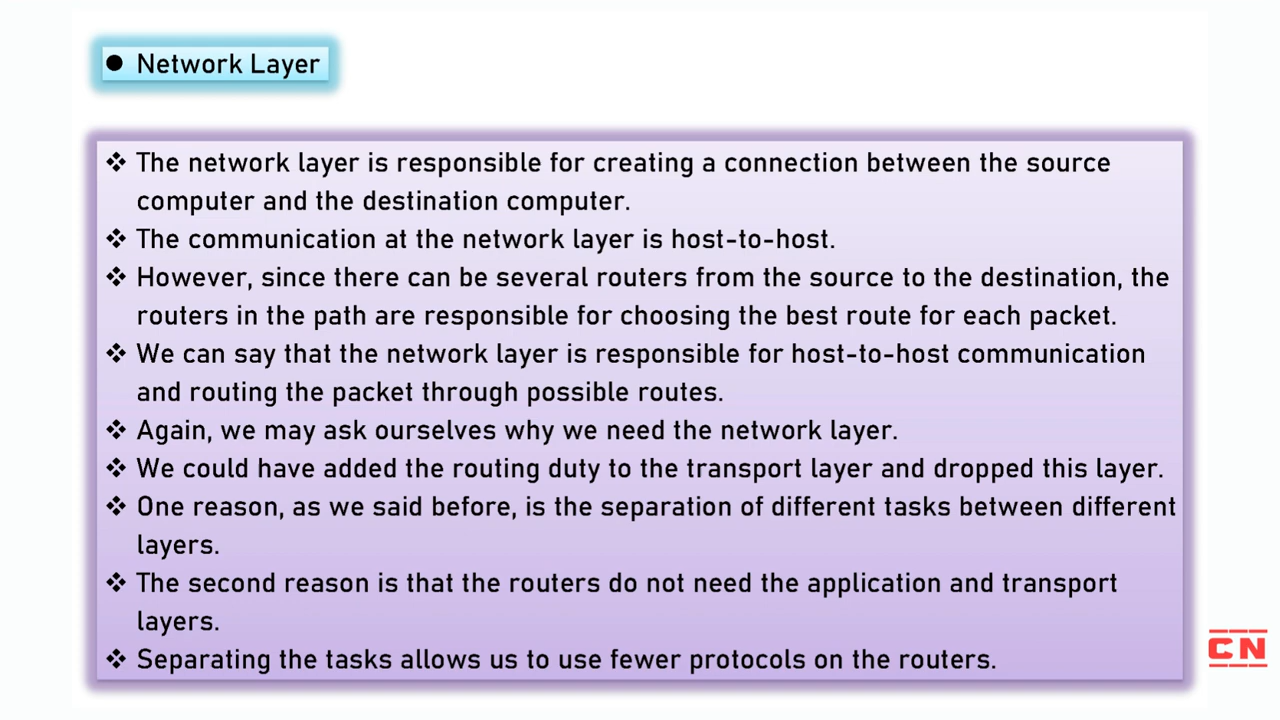 ● Network Layer
❖ The network layer is responsible for creating a connection between the source
computer and the destination computer.
❖ The communication at the network layer is host-to-host.
❖ However, since there can be several routers from the source to the destination, the
routers in the path are responsible for choosing the best route for each packet.
❖ We can say that the network layer is responsible for host-to-host communication
and routing the packet through possible routes.
❖ Again, we may ask ourselves why we need the network layer.
❖ We could have added the routing duty to the transport layer and dropped this layer.
❖ One reason, as we said before, is the separation of different tasks between different
layers.
❖ The second reason is that the routers do not need the application and transport
layers.
❖ Separating the tasks allows us to use fewer protocols on the routers.
CN